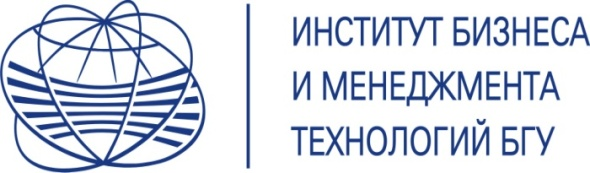 ИНСТИТУТ БИЗНЕСА
И МЕНЕДЖМЕНТА
ТЕХНОЛОГИЙ БГУ